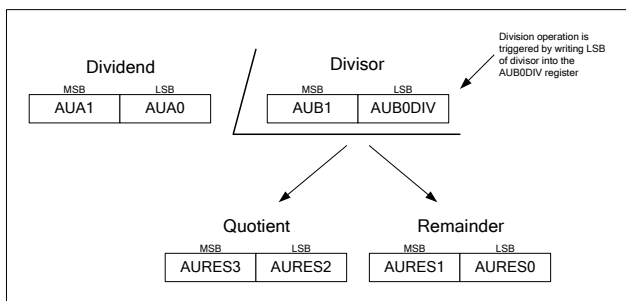 Division operation is
triggered by writing LSB
of divisor into the
AUB0DIV register
Dividend
Divisor
MSB LSB
AUA1 AUA0
MSB LSB
AUB1 AUB0DIV
Quotient
Remainder
MSB LSB
AURES3 AURES2
MSB LSB
AURES1 AURES0